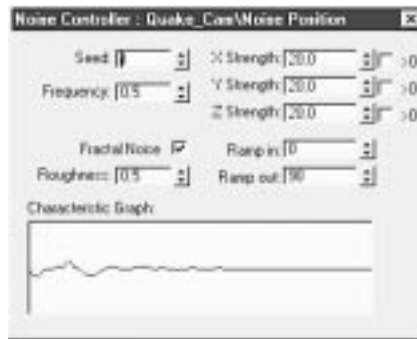 Noise Controller : Quake_Cam\Noise Position
Seed:
X Strength: 20.0 >0
Frequency: 0.5
Y Strength: 20.0 >0
Z Strength: 20.0 >0
Fractal Noise
Ramp in: 0
Roughness: 0.5
Ramp out: 90
Characteristic Graph: